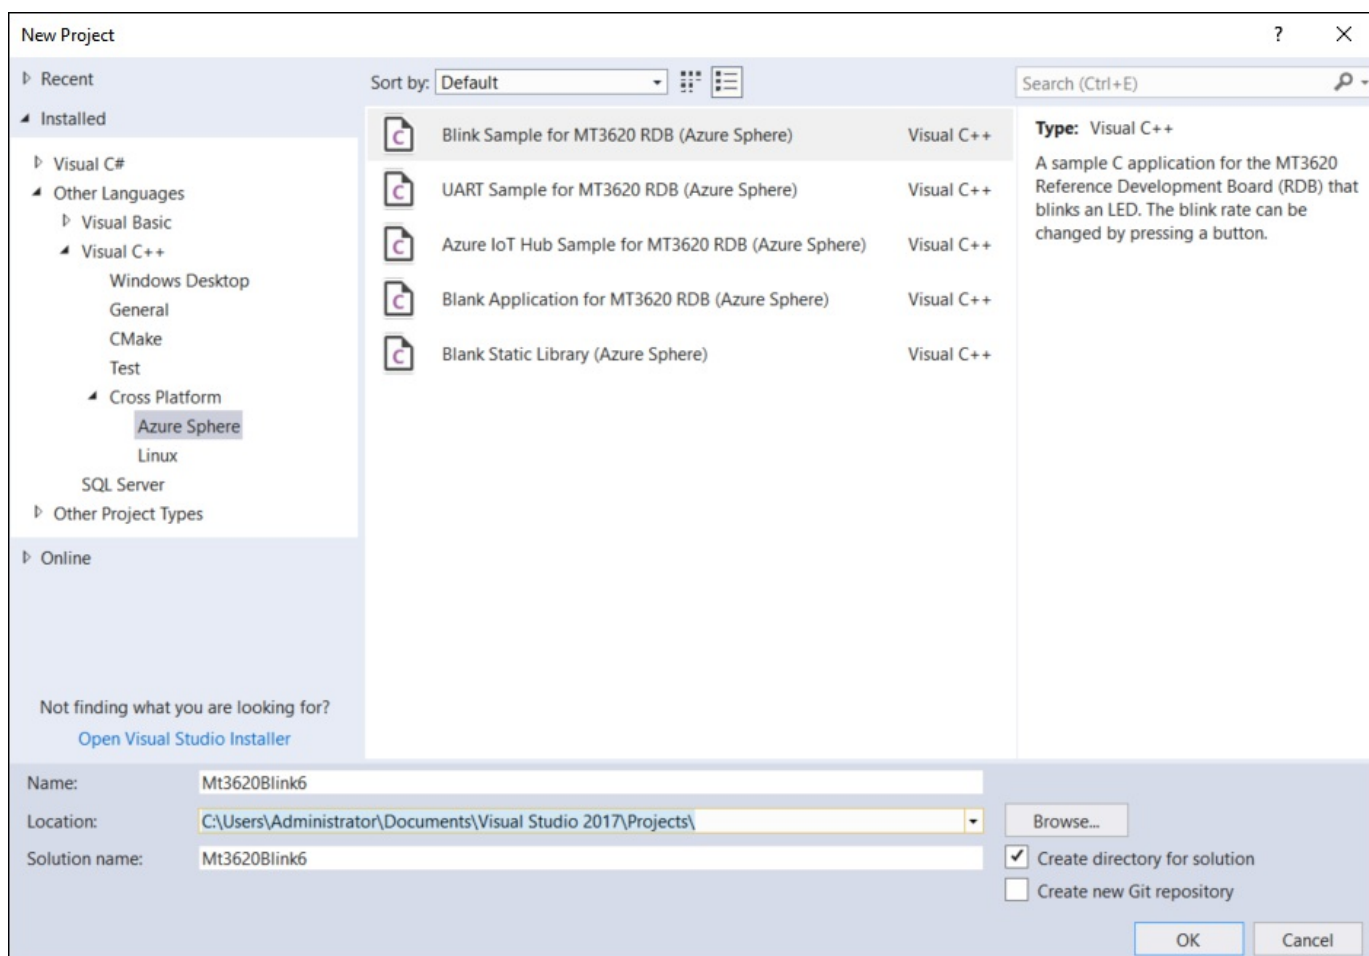 New Project
?
Recent
Installed
Visual C#
Other Languages
Visual Basic
Visual C++
Windows Desktop
General
CMake
Test
Cross Platform
Azure Sphere
Linux
SQL Server
Other Project Types
Online
Not finding what you are looking for?
Open Visual Studio Installer
Sort by: Default
Blink Sample for MT3620 RDB (Azure Sphere) Visual C++
UART Sample for MT3620 RDB (Azure Sphere) Visual C++
Azure IoT Hub Sample for MT3620 RDB (Azure Sphere) Visual C++
Blank Application for MT3620 RDB (Azure Sphere) Visual C++
Blank Static Library (Azure Sphere) Visual C++
Search (Ctrl+E)
Type: Visual C++
A sample C application for the MT3620
Reference Development Board (RDB) that
blinks an LED. The blink rate can be
changed by pressing a button.
Name: Mt3620Blink6
Location: C:\Users\Administrator\Documents\Visual Studio 2017\Projects\
Browse...
Solution name: Mt3620Blink6
Create directory for solution
Create new Git repository
OK Cancel